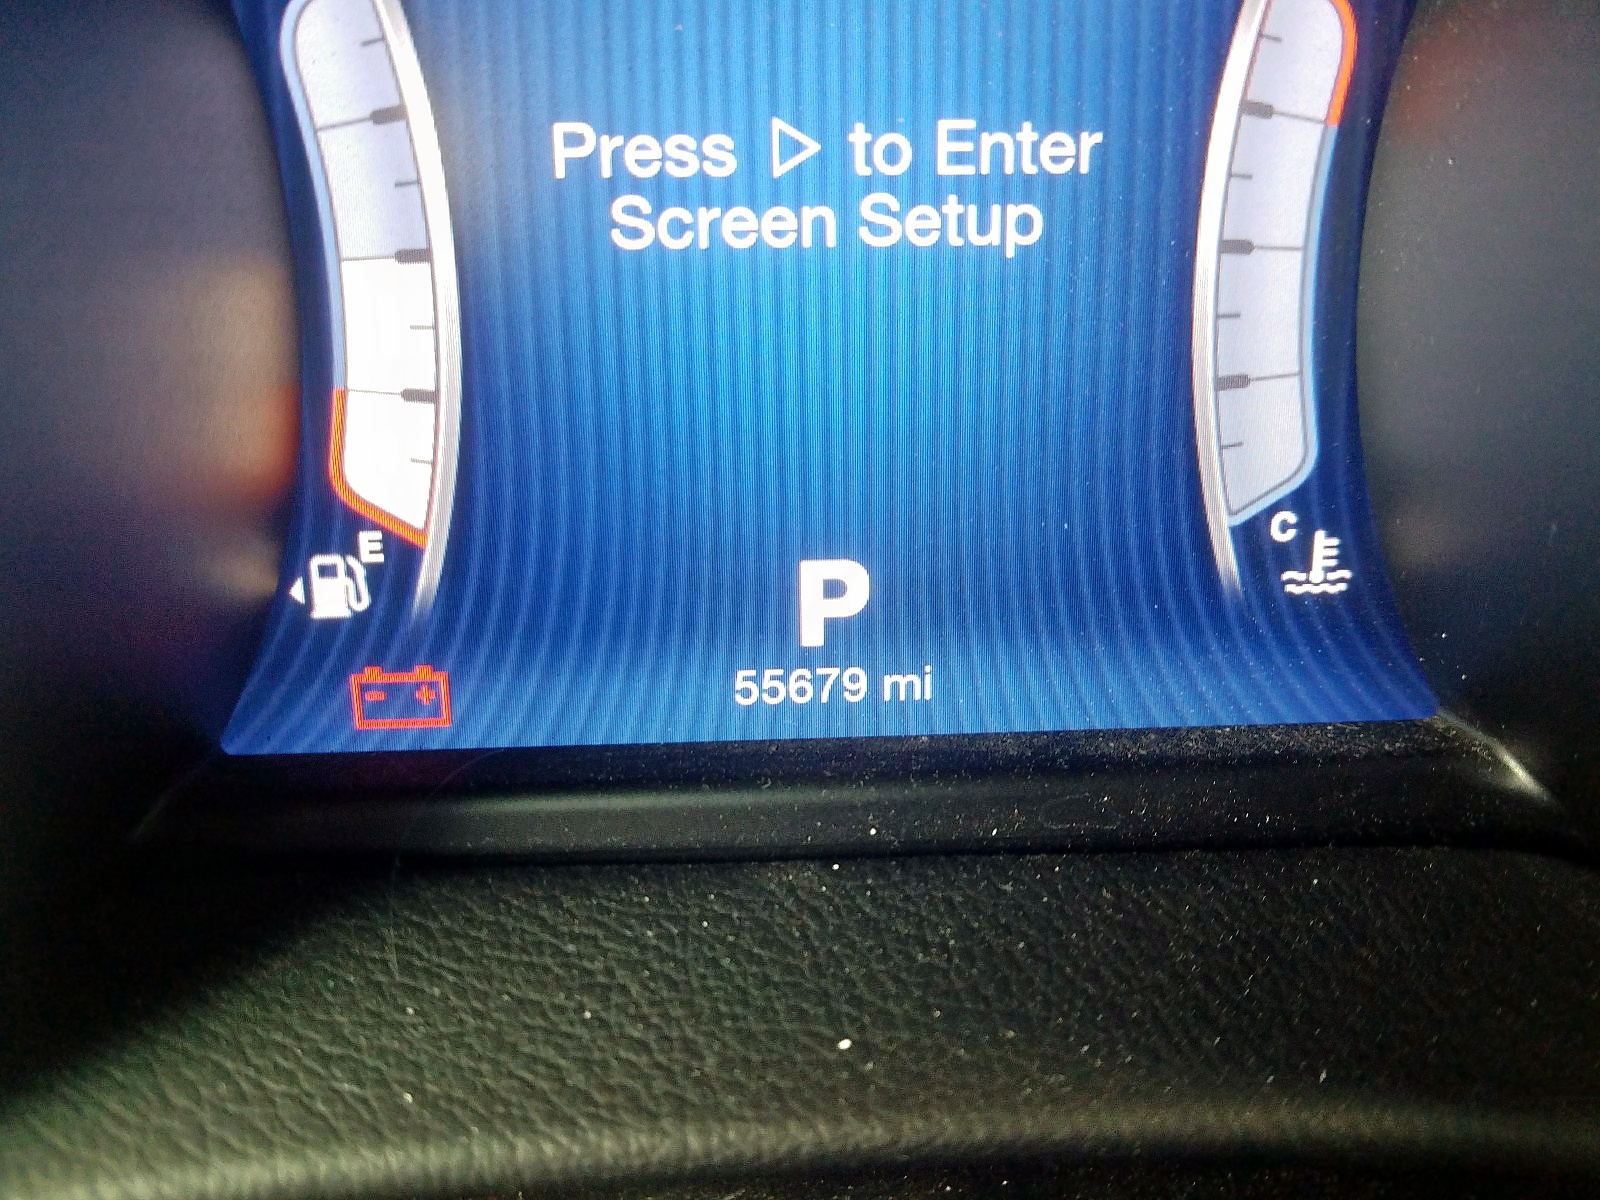 Press ▷ to Enter
Screen Setup
E
C
P
55679 mi